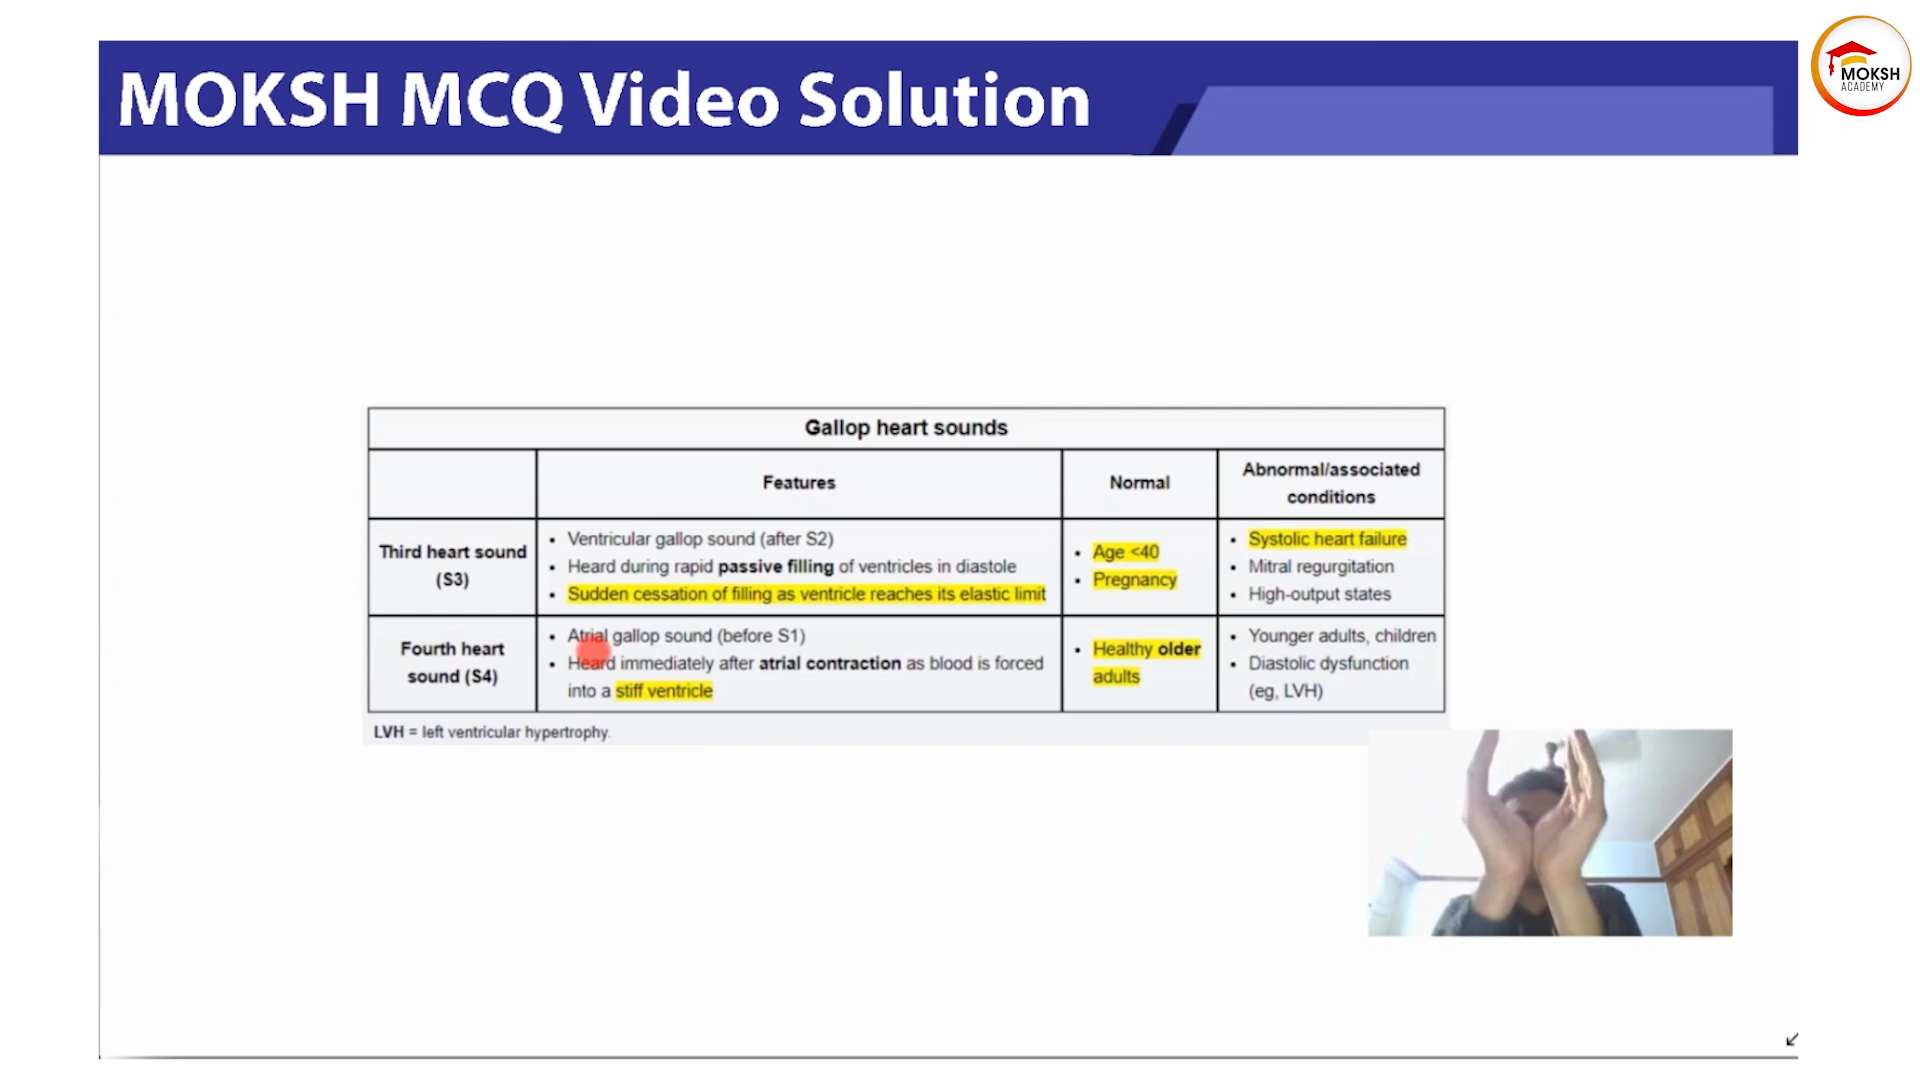 MOKSH MCQ Video Solution
MOKSH
ACADEMY
Gallop heart sounds
Features
Normal
Abnormal/associated
conditions
Third heart sound
(S3)
• Ventricular gallop sound (after S2)
• Heard during rapid passive filling of ventricles in diastole
• Sudden cessation of filling as ventricle reaches its elastic limit
• Age <40
• Pregnancy
• Systolic heart failure
• Mitral regurgitation
• High-output states
Fourth heart
sound (S4)
• Atrial gallop sound (before S1)
• Heard immediately after atrial contraction as blood is forced
into a stiff ventricle
• Healthy older
adults
• Younger adults, children
• Diastolic dysfunction
(eg, LVH)
LVH = left ventricular hypertrophy.